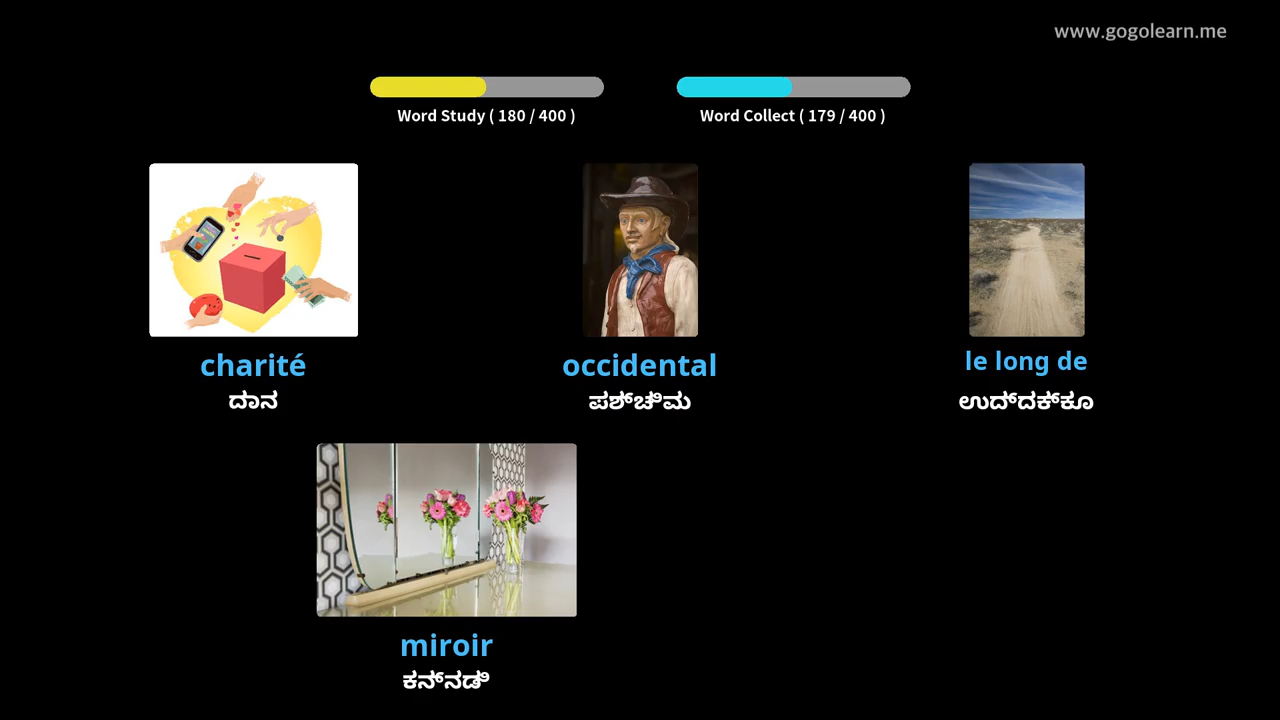 www.gogolearn.me
Word Study ( 180 / 400 )
Word Collect ( 179 / 400 )
charité
ದಾನ
occidental
ಪಶ್ಚಿಮ
le long de
ಉದ್ದಕ್ಕೂ
miroir
ಕನ್ನಡಿ